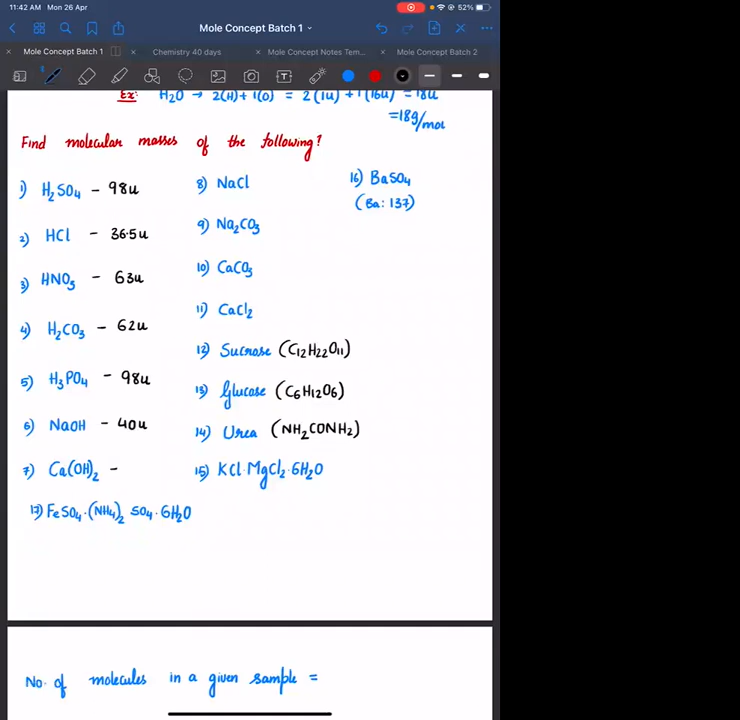 11:42 AM Mon 26 Apr
52%
Mole Concept Batch 1
Mole Concept Batch 1
Chemistry 40 days
Mole Concept Notes Tem...
Mole Concept Batch 2
Ex: H2O → 2(H)+ 1(O) = 2(1u) + 1(16u) = 18u
= 18g/mol
Find molecular masses of the following?
1) H2SO4 - 98u
2) HCl - 36.5u
3) HNO3 - 63u
4) H2CO3 - 62u
5) H3PO4 - 98u
6) NaOH - 40u
7) Ca(OH)2 -
17) FeSO4.(NH4)2 SO4.6H2O
8) NaCl
9) Na2CO3
10) CaCO3
11) CaCl2
12) Sucrose (C12H22O11)
13) Glucose (C6H12O6)
14) Urea (NH2CONH2)
15) KCl.MgCl2.6H2O
16) BaSO4
(Ba: 137)
No. of molecules in a given sample =